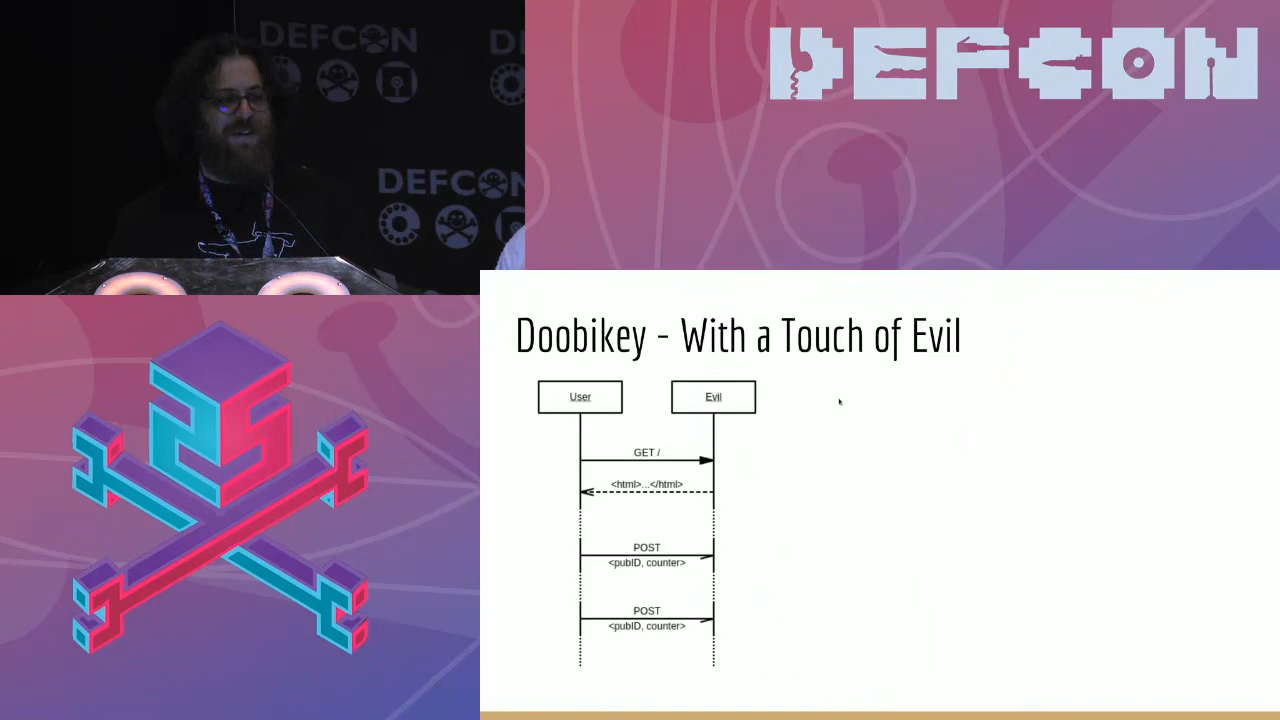 DEFCON
DE
DEFCON
DEFCON
Doobikey - With a Touch of Evil
User
Evil
GET /
<html>...</html>
POST
<pubID, counter>
POST
<pubID, counter>